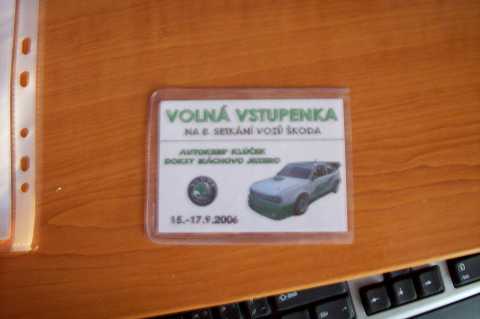 VOLNÁ VSTUPENKA
NA 8. SETKÁNÍ VOZŮ ŠKODA
AUTOKEMP KLŮČEK
DOKSY MÁCHOVO JEZERO
15.-17.9.2006